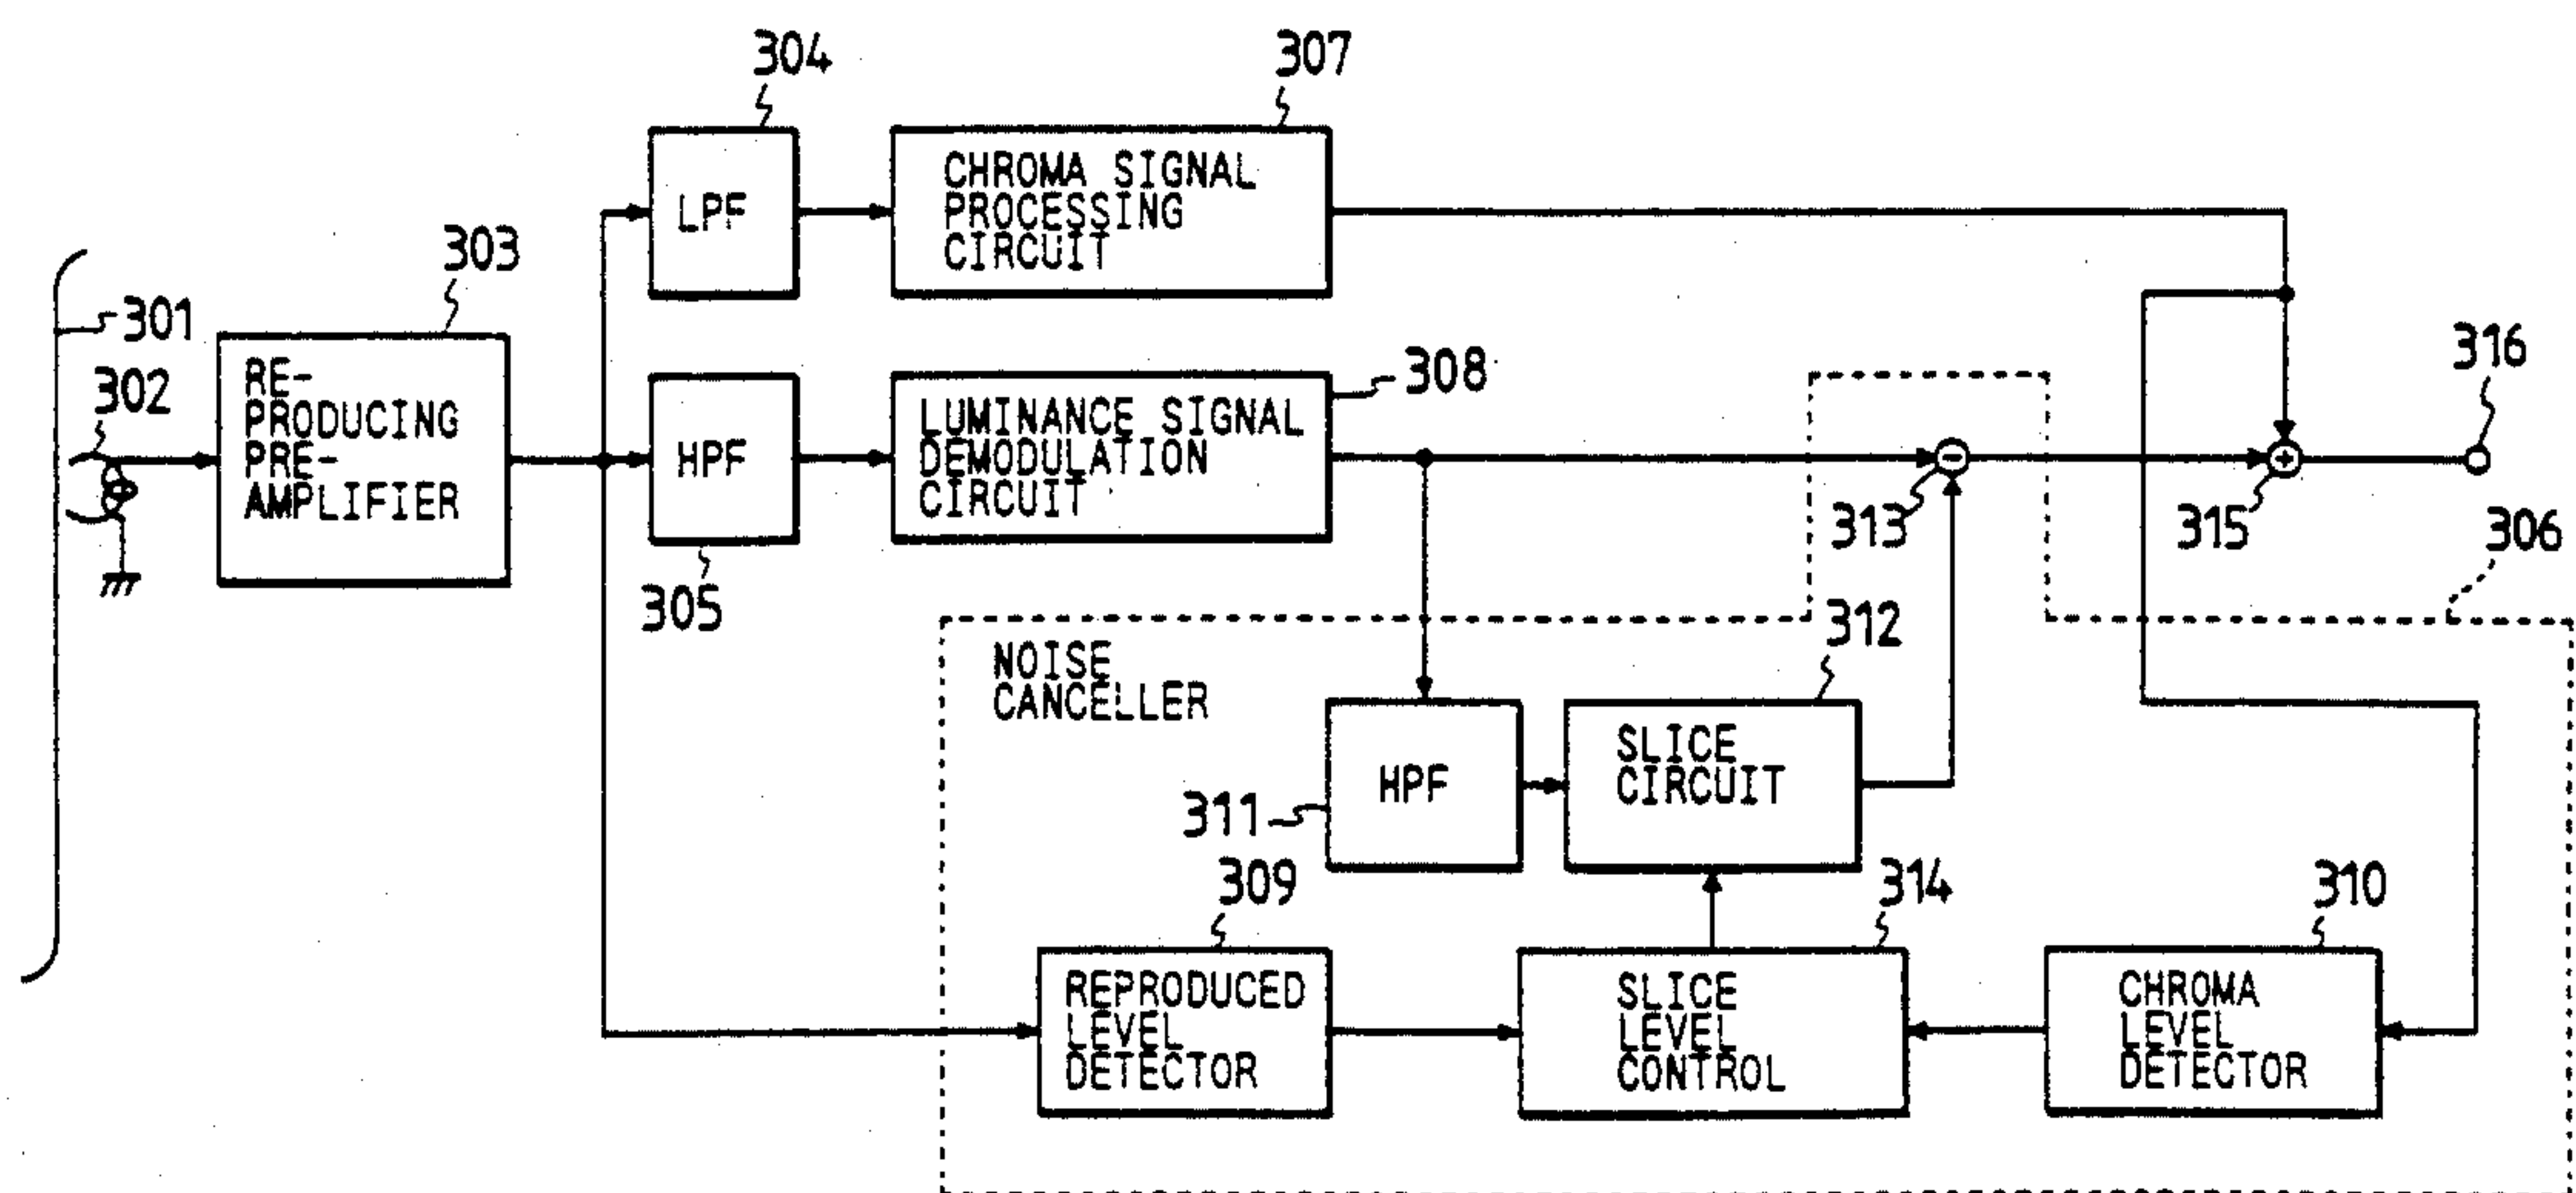 304
307
CHROMA SIGNAL
PROCESSING
CIRCUIT
LPF
303
301
302
RE-
PRODUCING
PRE-
AMPLIFIER
HPF
305
LUMINANCE SIGNAL
DEMODULATION
CIRCUIT
308
-
313
+
315
316
306
NOISE
CANCELLER
312
HPF
311
SLICE
CIRCUIT
309
REPRODUCED
LEVEL
DETECTOR
314
SLICE
LEVEL
CONTROL
310
CHROMA
LEVEL
DETECTOR